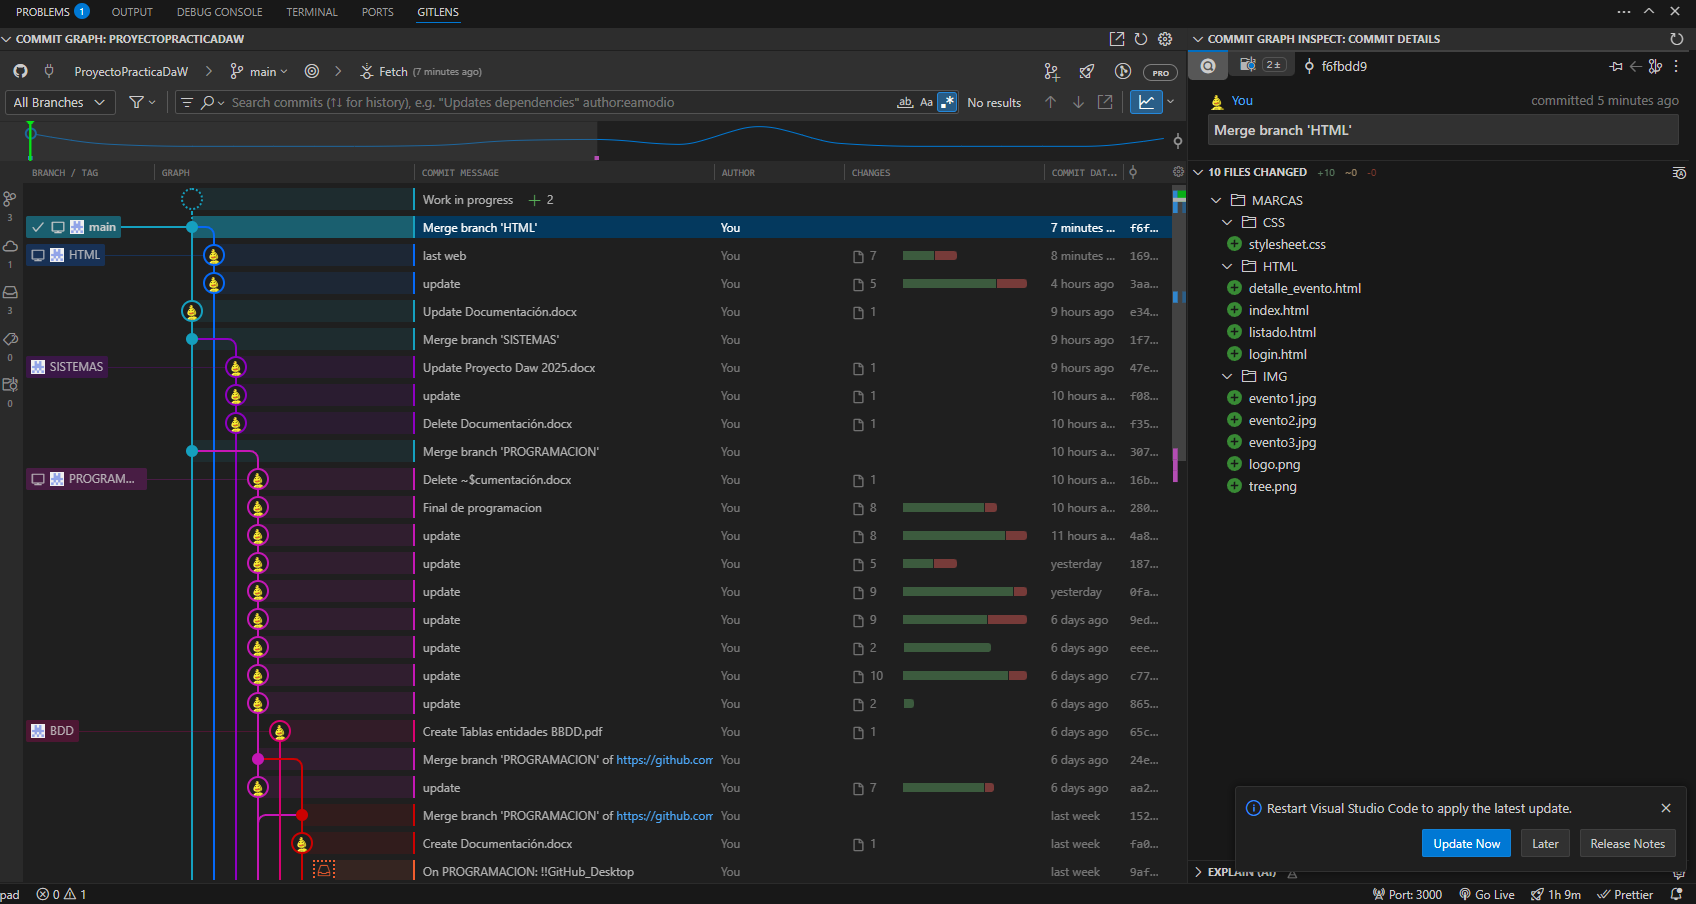 PROBLEMS 1 OUTPUT DEBUG CONSOLE TERMINAL PORTS GITLENS
COMMIT GRAPH: PROYECTOPRACTICADAW
ProyectoPracticaDaW main Fetch (7 minutes ago) PRO
All Branches Search commits (↑↓ for history), e.g. "Updates dependencies" author:eamodio ab Aa .* No results
BRANCH / TAG GRAPH COMMIT MESSAGE AUTHOR CHANGES COMMIT DAT...
Work in progress + 2
main Merge branch 'HTML' You 7 minutes ... f6f...
HTML last web You 7 8 minutes ... 169...
update You 5 4 hours ago 3aa...
Update Documentación.docx You 1 9 hours ago e34...
Merge branch 'SISTEMAS' You 9 hours ago 1f7...
SISTEMAS Update Proyecto Daw 2025.docx You 1 9 hours ago 47e...
update You 1 10 hours a... f08...
Delete Documentación.docx You 1 10 hours a... f35...
Merge branch 'PROGRAMACION' You 10 hours a... 307...
PROGRAM... Delete ~$cumentación.docx You 1 10 hours a... 16b...
Final de programacion You 8 10 hours a... 280...
update You 8 11 hours a... 4a8...
update You 5 yesterday 187...
update You 9 yesterday 0fa...
update You 9 6 days ago 9ed...
update You 2 6 days ago eee...
update You 10 6 days ago c77...
update You 2 6 days ago 865...
BDD Create Tablas entidades BBDD.pdf You 1 6 days ago 65c...
Merge branch 'PROGRAMACION' of https://github.com You 6 days ago 24e...
update You 7 6 days ago aa2...
Merge branch 'PROGRAMACION' of https://github.com You last week 152...
Create Documentación.docx You 1 last week fa0...
On PROGRAMACION: !!GitHub_Desktop You last week 9af...
3
1
3
0
0
COMMIT GRAPH INSPECT: COMMIT DETAILS
2± f6fbdd9
You committed 5 minutes ago
Merge branch 'HTML'
10 FILES CHANGED +10 ~0 -0
MARCAS
CSS
stylesheet.css
HTML
detalle_evento.html
index.html
listado.html
login.html
IMG
evento1.jpg
evento2.jpg
evento3.jpg
logo.png
tree.png
Restart Visual Studio Code to apply the latest update.
Update Now Later Release Notes
EXPLAIN (AI)
pad 0 1 Port: 3000 Go Live 1h 9m Prettier